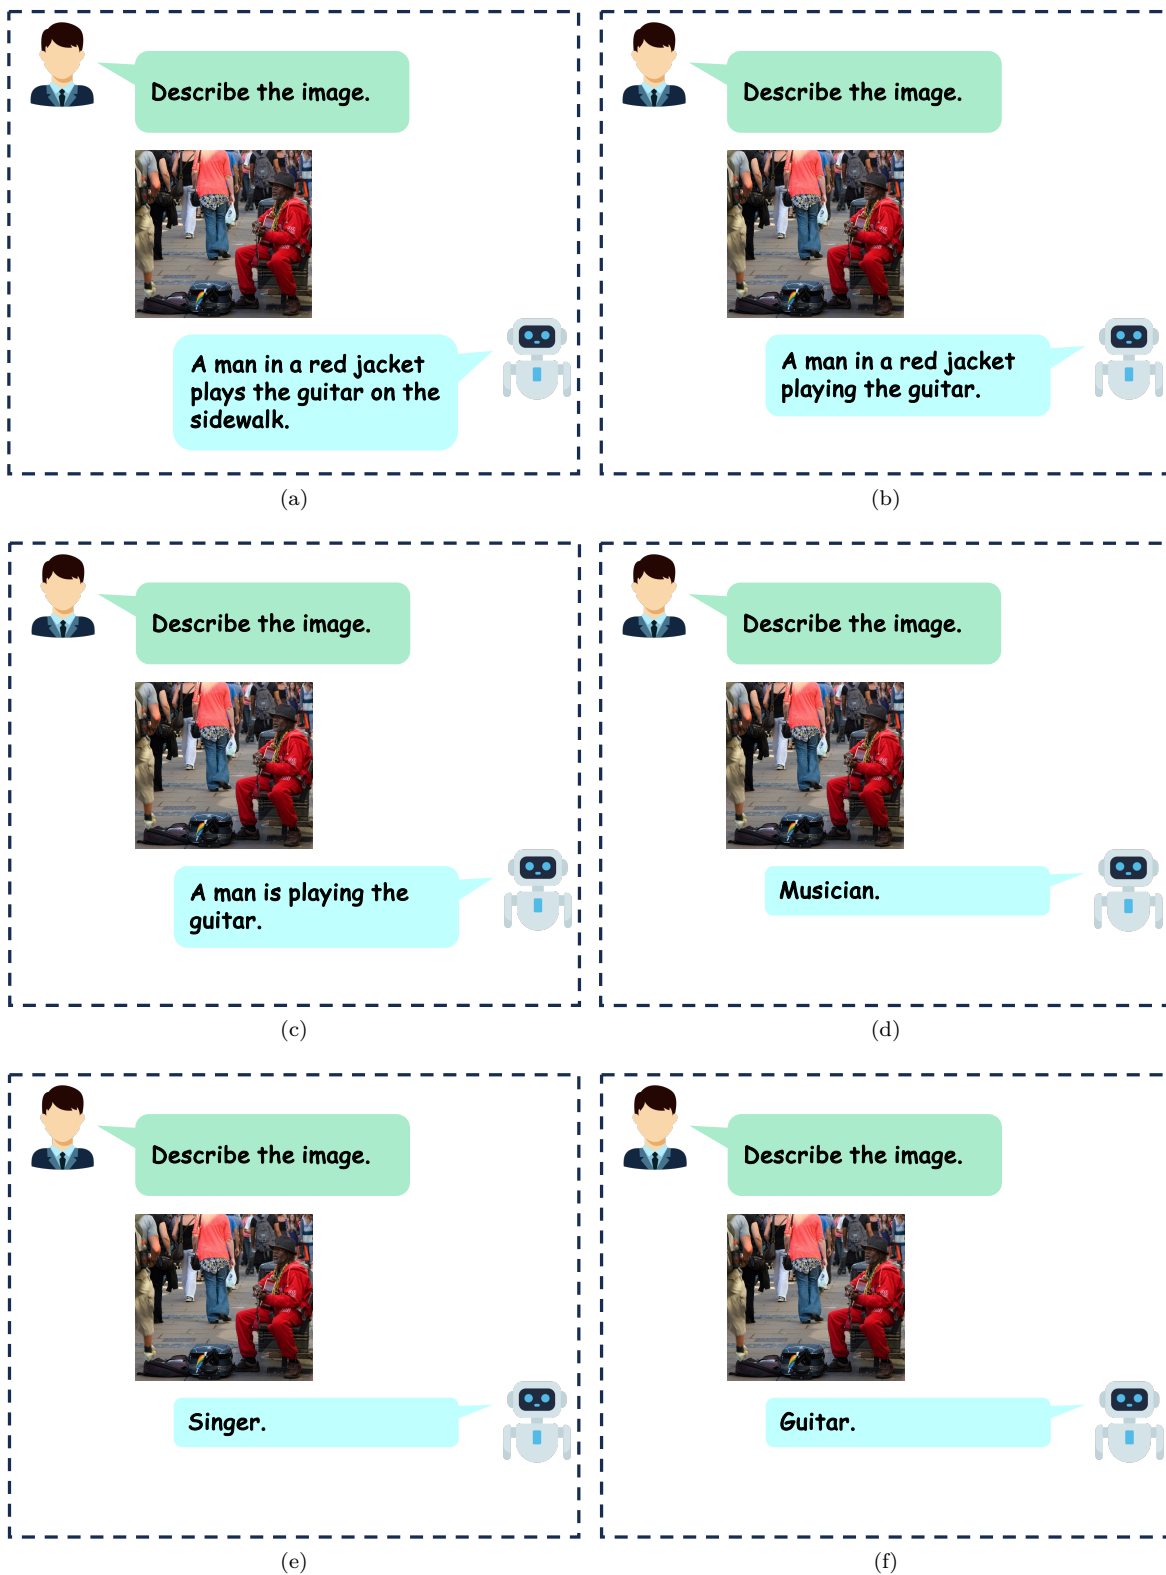 Describe the image.
A man in a red jacket
plays the guitar on the
sidewalk.
(a)
Describe the image.
A man in a red jacket
playing the guitar.
(b)
Describe the image.
A man is playing the
guitar.
(c)
Describe the image.
Musician.
(d)
Describe the image.
Singer.
(e)
Describe the image.
Guitar.
(f)